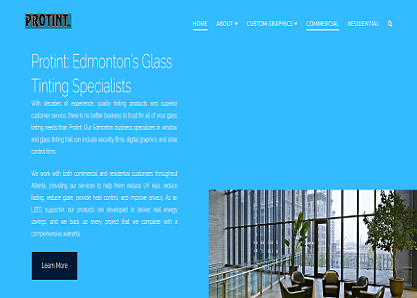 PROTINT.
HOME ABOUT CUSTOM GRAPHICS COMMERCIAL RESIDENTIAL
Protint: Edmonton's Glass
Tinting Specialists
With decades of experience, quality tinting products and superior
customer service, there is no better business to trust for all of your glass
tinting needs than Protint. Our Edmonton business specializes in window
and glass tinting that can include security films, digital graphics, and solar
control films.
We work with both commercial and residential customers throughout
Alberta, providing our services to help them reduce UV rays, reduce
fading, reduce glare, provide heat control, and improve privacy. As an
LEED supporter, our products are developed to deliver real energy
savings, and we back up every project that we complete with a
comprehensive warranty.
Learn More